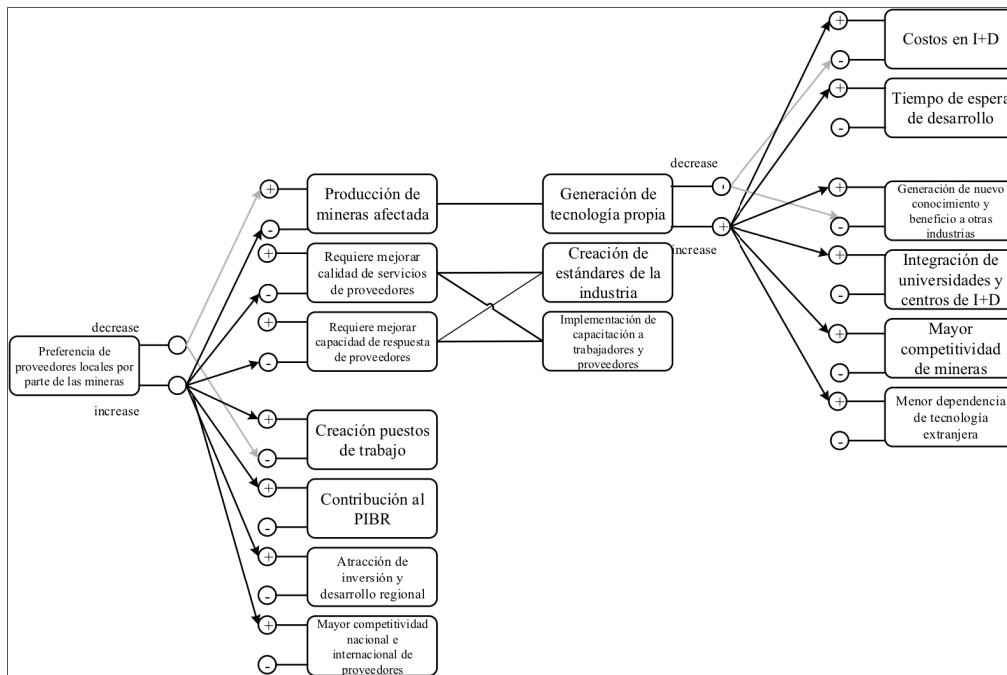 +
Costos en I+D
-
+
Tiempo de espera
de desarrollo
-
decrease
+
Producción de
mineras afectada
-
Generación de
tecnología propia
-
+
increase
+
Generación de nuevo
conocimiento y
beneficio a otras
industrias
-
+
Requiere mejorar
calidad de servicios
de proveedores
-
Creación de
estándares de la
industria
+
Integración de
universidades y
centros de I+D
-
+
Requiere mejorar
capacidad de respuesta
de proveedores
-
Implementación de
capacitación a
trabajadores y
proveedores
+
Mayor
competitividad
de mineras
-
decrease
Preferencia de
proveedores locales por
parte de las mineras
increase
+
Menor dependencia
de tecnología
extranjera
-
+
Creación puestos
de trabajo
-
+
Contribución al
PIBR
-
+
Atracción de
inversión y
desarrollo regional
-
+
Mayor competitividad
nacional e
internacional de
proveedores
-